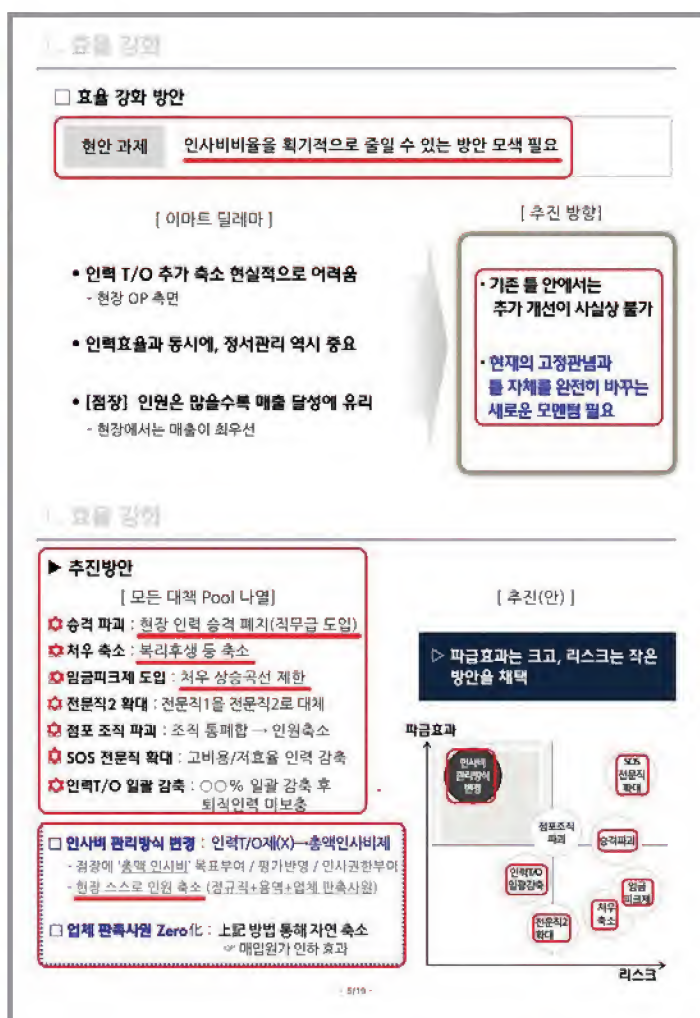 효율 강화
□ 효율 강화 방안
현안 과제 인사비비율을 획기적으로 줄일 수 있는 방안 모색 필요
[ 이마트 딜레마 ]
• 인력 T/O 추가 축소 현실적으로 어려움
- 현장 OP 측면
• 인력효율과 동시에, 정서관리 역시 중요
• [점장] 인원은 많을수록 매출 달성에 유리
- 현장에서는 매출이 최우선
[ 추진 방향]
· 기존 틀 안에서는
추가 개선이 사실상 불가
· 현재의 고정관념과
틀 자체를 완전히 바꾸는
새로운 모멘텀 필요
효율 강화
▶ 추진방안
[ 모든 대책 Pool 나열]
✡ 승격 파괴 : 현장 인력 승격 폐지(직무급 도입)
✡ 처우 축소 : 복리후생 등 축소
✡ 임금피크제 도입 : 처우 상승곡선 제한
✡ 전문직2 확대 : 전문직1을 전문직2로 대체
✡ 점포 조직 파괴 : 조직 통폐합 → 인원축소
✡ SOS 전문직 확대 : 고비용/저효율 인력 감축
✡ 인력T/O 일괄 감축 : ○○% 일괄 감축 후
퇴직인력 미보충
□ 인사비 관리방식 변경 : 인력T/O제(X)→총액인사비제
- 점장에 '총액 인사비' 목표부여 / 평가반영 / 인사권한부여
- 현장 스스로 인원 축소 (정규직+용역+업체 판촉사원)
□ 업체 판촉사원 Zero化 : 上記 방법 통해 자연 축소
☞ 매입원가 인하 효과
[ 추진(안) ]
▷ 파급효과는 크고, 리스크는 작은
방안을 채택
파급효과
인사비
관리방식
변경
SOS
전문직
확대
점포조직
파괴
승격파괴
인력T/O
일괄감축
임금
피크제
처우
축소
전문직2
확대
리스크
- 5/19 -